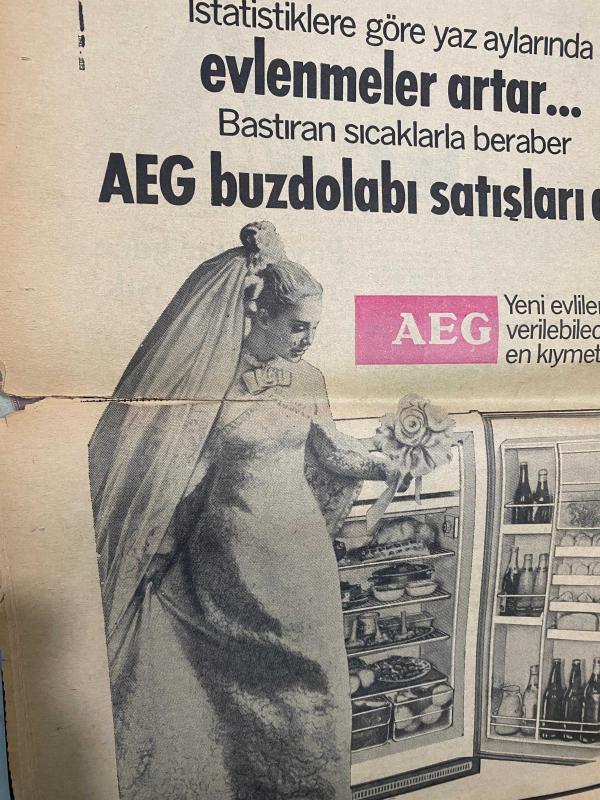 İstatistiklere göre yaz aylarında
evlenmeler artar...
Bastıran sıcaklarla beraber
AEG buzdolabı satışları
AEG
Yeni evliler
verilebilec
en kıymet